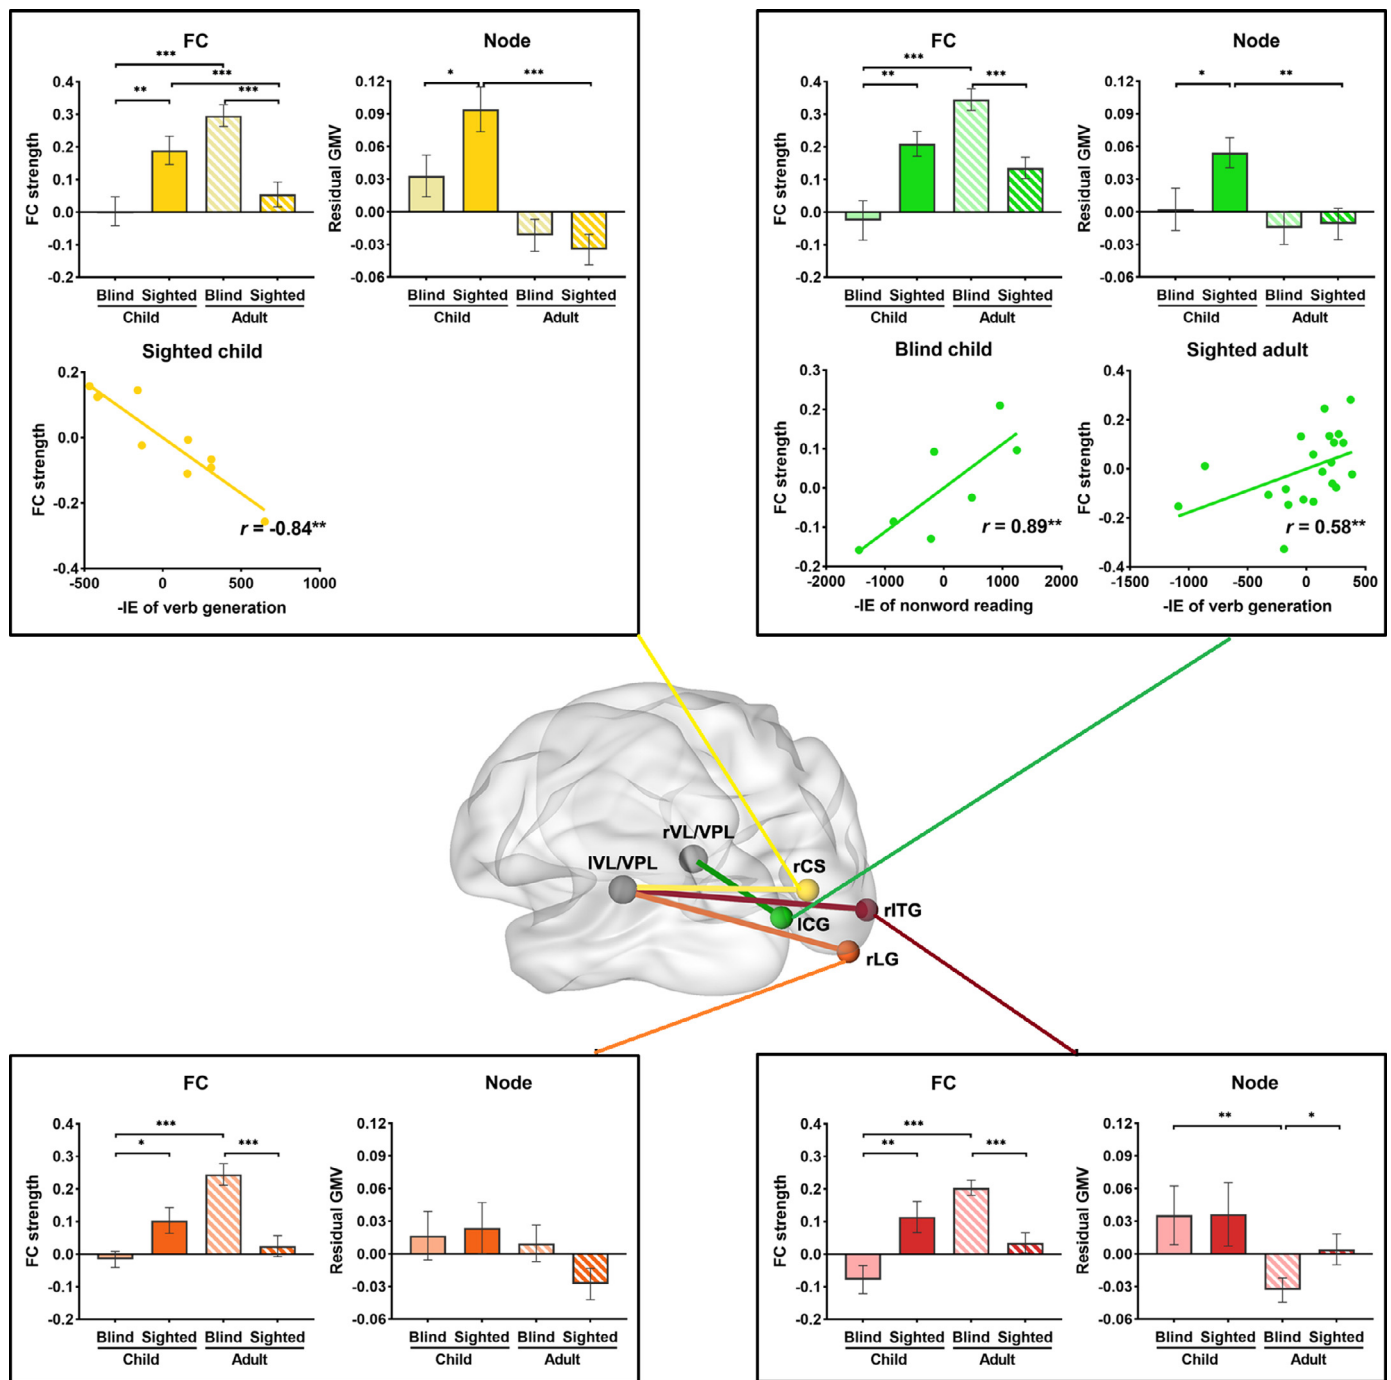 FC
Node
***
***
**
***
0.4
0.3
0.2
0.1
0.0
-0.1
-0.2
FC strength
Blind Sighted Blind Sighted
Child Adult
*
***
0.12
0.09
0.06
0.03
0.00
-0.03
-0.06
Residual GMV
Blind Sighted Blind Sighted
Child Adult
Sighted child
0.2
0.0
-0.2
-0.4
FC strength
r = -0.84**
-500 0 500 1000
-IE of verb generation
FC
Node
***
**
***
0.4
0.3
0.2
0.1
0.0
-0.1
-0.2
FC strength
Blind Sighted Blind Sighted
Child Adult
*
**
0.12
0.09
0.06
0.03
0.00
-0.03
-0.06
Residual GMV
Blind Sighted Blind Sighted
Child Adult
Blind child
0.3
0.2
0.1
0.0
-0.1
-0.2
FC strength
r = 0.89**
-2000 -1000 0 1000 2000
-IE of nonword reading
Sighted adult
0.4
0.2
0.0
-0.2
-0.4
FC strength
r = 0.58**
-1500 -1000 -500 0 500
-IE of verb generation
rVL/VPL
lVL/VPL
rCS
rITG
lCG
rLG
FC
Node
***
*
***
0.4
0.3
0.2
0.1
0.0
-0.1
-0.2
FC strength
Blind Sighted Blind Sighted
Child Adult
0.12
0.09
0.06
0.03
0.00
-0.03
-0.06
Residual GMV
Blind Sighted Blind Sighted
Child Adult
FC
Node
***
**
***
0.4
0.3
0.2
0.1
0.0
-0.1
-0.2
FC strength
Blind Sighted Blind Sighted
Child Adult
**
*
0.12
0.09
0.06
0.03
0.00
-0.03
-0.06
Residual GMV
Blind Sighted Blind Sighted
Child Adult